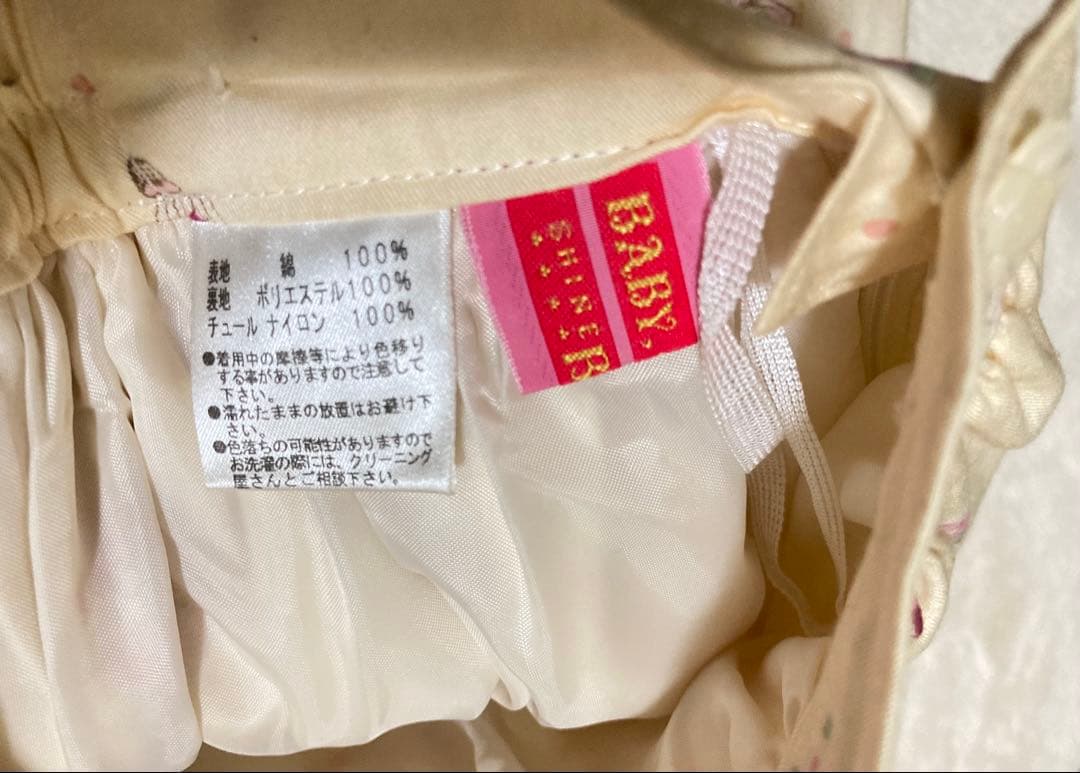 表地　綿　100%
裏地　ポリエステル100%
チュール ナイロン　100%
●着用中の摩擦等により色移り
する事がありますので注意して
下さい。
●濡れたままの放置はお避け下
さい。
●色落ちの可能性がありますので
お洗濯の際には、クリーニング
屋さんとご相談下さい。
BABY,
SHINE
B